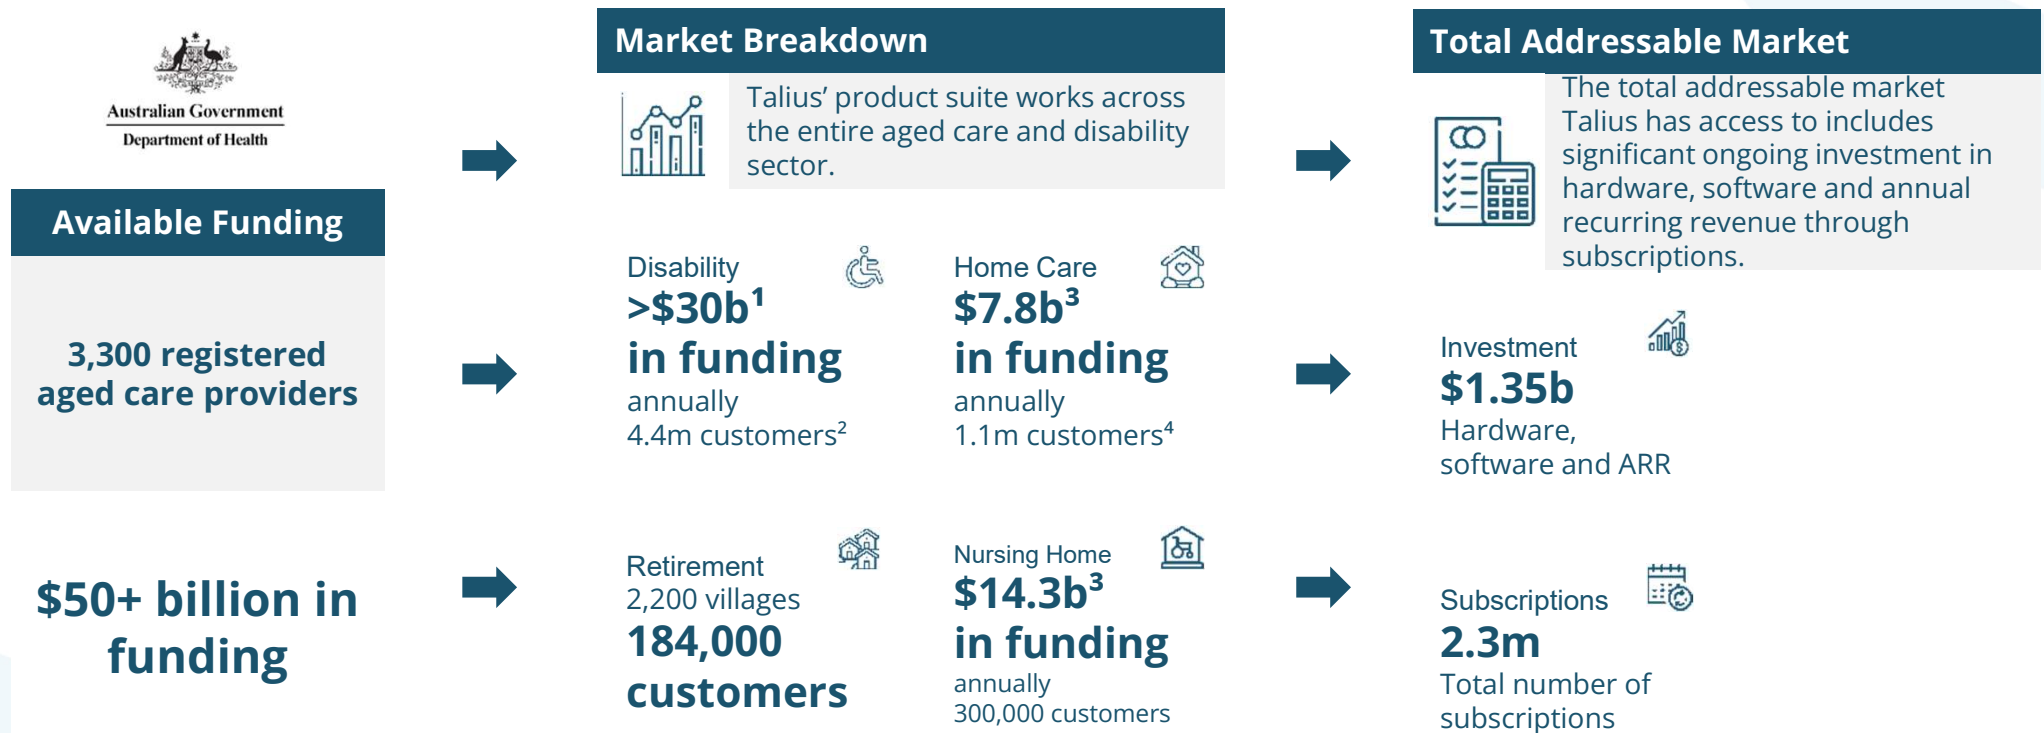 Australian Government
Department of Health
Available Funding
3,300 registered
aged care providers
$50+ billion in
funding
Market Breakdown
Talius’ product suite works across
the entire aged care and disability
sector.
Disability
>$30b¹
in funding
annually
4.4m customers²
Home Care
$7.8b³
in funding
annually
1.1m customers⁴
Retirement
2,200 villages
184,000
customers
Nursing Home
$14.3b³
in funding
annually
300,000 customers
Total Addressable Market
The total addressable market
Talius has access to includes
significant ongoing investment in
hardware, software and annual
recurring revenue through
subscriptions.
Investment
$1.35b
Hardware,
software and ARR
Subscriptions
2.3m
Total number of
subscriptions